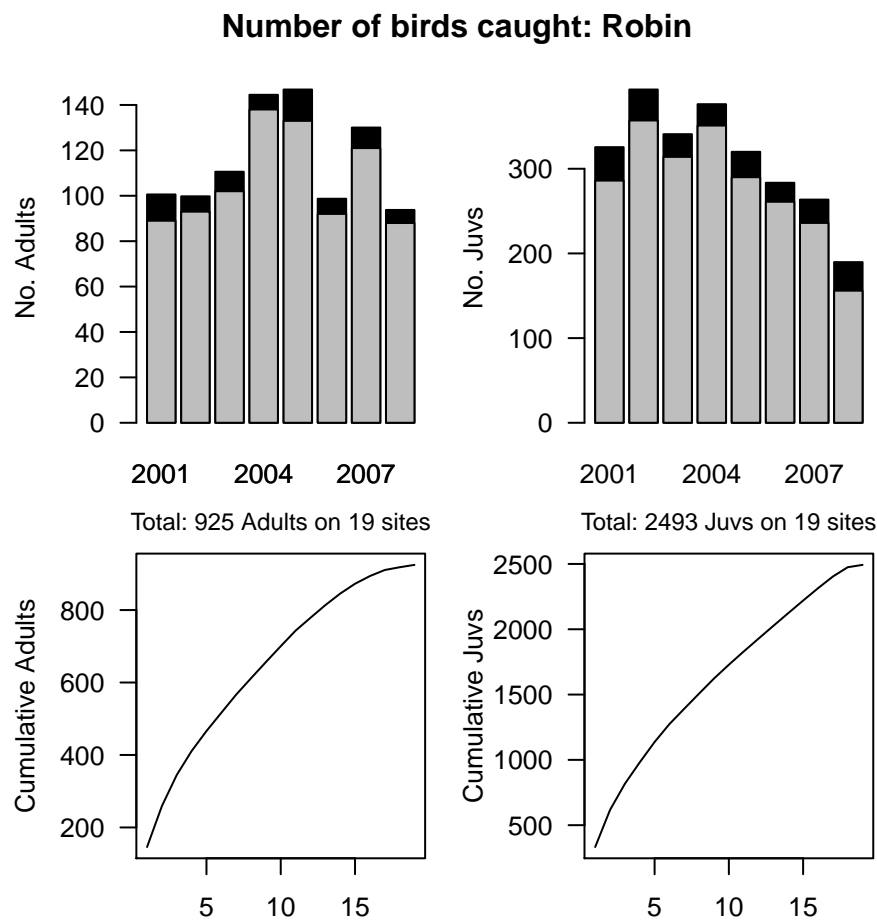 Number of birds caught: Robin
No. Adults
140
120
100
80
60
40
20
0
2001 2004 2007
No. Juvs
300
200
100
0
2001 2004 2007
Total: 925 Adults on 19 sites
Cumulative Adults
800
600
400
200
5 10 15
Total: 2493 Juvs on 19 sites
Cumulative Juvs
2500
2000
1500
1000
500
5 10 15